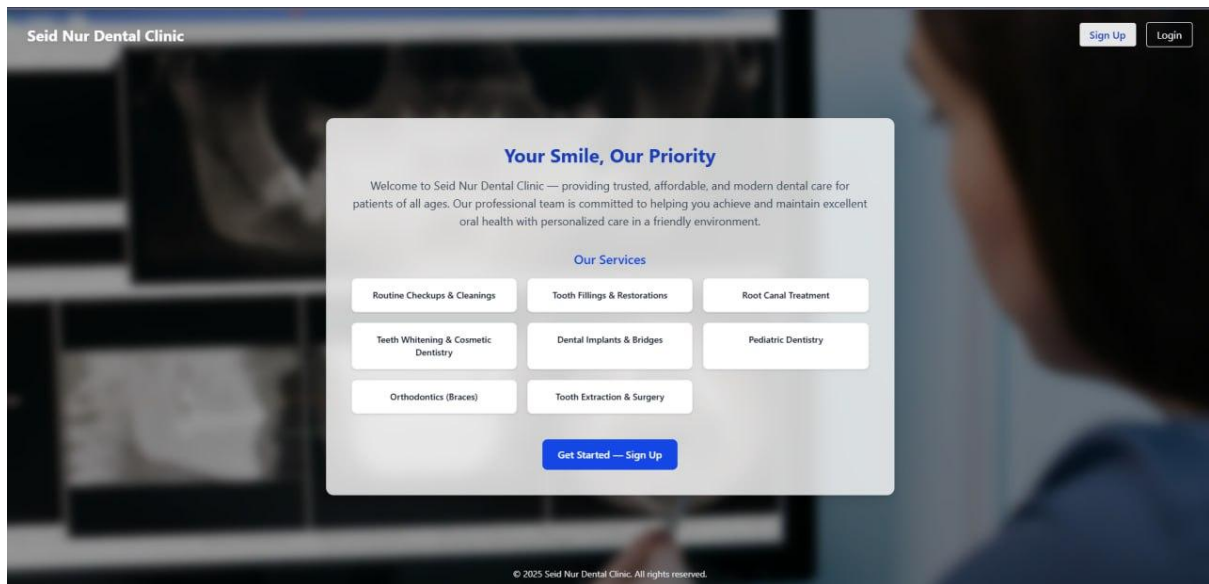 Seid Nur Dental Clinic
Sign Up
Login
Your Smile, Our Priority
Welcome to Seid Nur Dental Clinic — providing trusted, affordable, and modern dental care for
patients of all ages. Our professional team is committed to helping you achieve and maintain excellent
oral health with personalized care in a friendly environment.
Our Services
Routine Checkups & Cleanings
Tooth Fillings & Restorations
Root Canal Treatment
Teeth Whitening & Cosmetic
Dentistry
Dental Implants & Bridges
Pediatric Dentistry
Orthodontics (Braces)
Tooth Extraction & Surgery
Get Started — Sign Up
© 2025 Seid Nur Dental Clinic. All rights reserved.